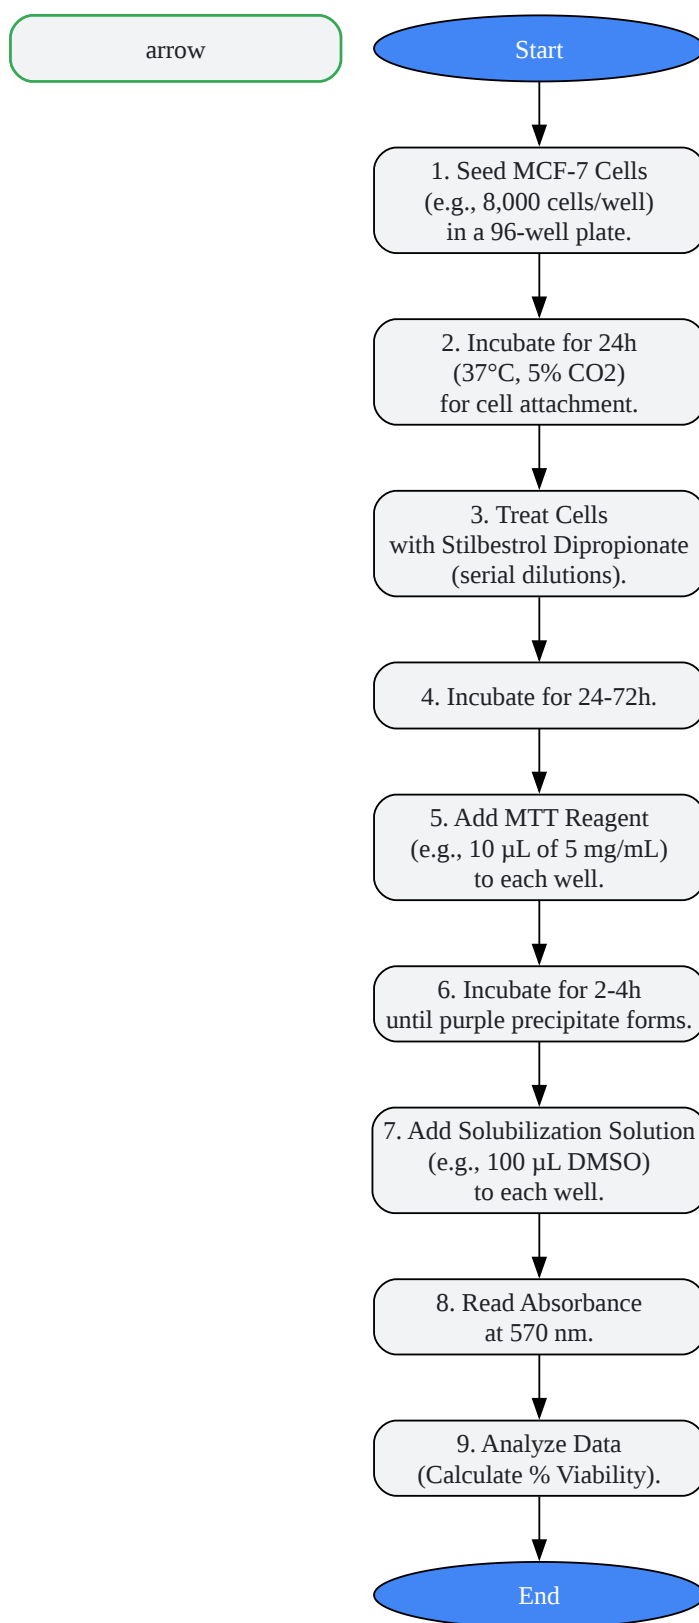 arrow
Start
1. Seed MCF-7 Cells
(e.g., 8,000 cells/well)
in a 96-well plate.
2. Incubate for 24h
(37°C, 5% CO2)
for cell attachment.
3. Treat Cells
with Stilbestrol Dipropionate
(serial dilutions).
4. Incubate for 24-72h.
5. Add MTT Reagent
(e.g., 10 µL of 5 mg/mL)
to each well.
6. Incubate for 2-4h
until purple precipitate forms.
7. Add Solubilization Solution
(e.g., 100 µL DMSO)
to each well.
8. Read Absorbance
at 570 nm.
9. Analyze Data
(Calculate % Viability).
End